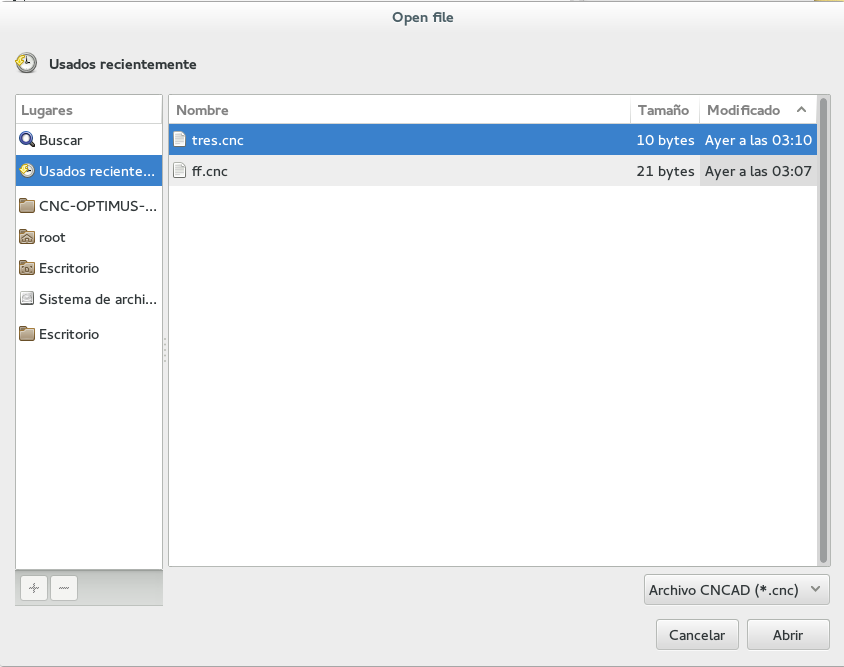 Open file
Usados recientemente
Lugares
Buscar
Usados reciente...
CNC-OPTIMUS-...
root
Escritorio
Sistema de archi...
Escritorio
Nombre Tamaño Modificado
tres.cnc 10 bytes Ayer a las 03:10
ff.cnc 21 bytes Ayer a las 03:07
Archivo CNCAD (*.cnc)
Cancelar Abrir